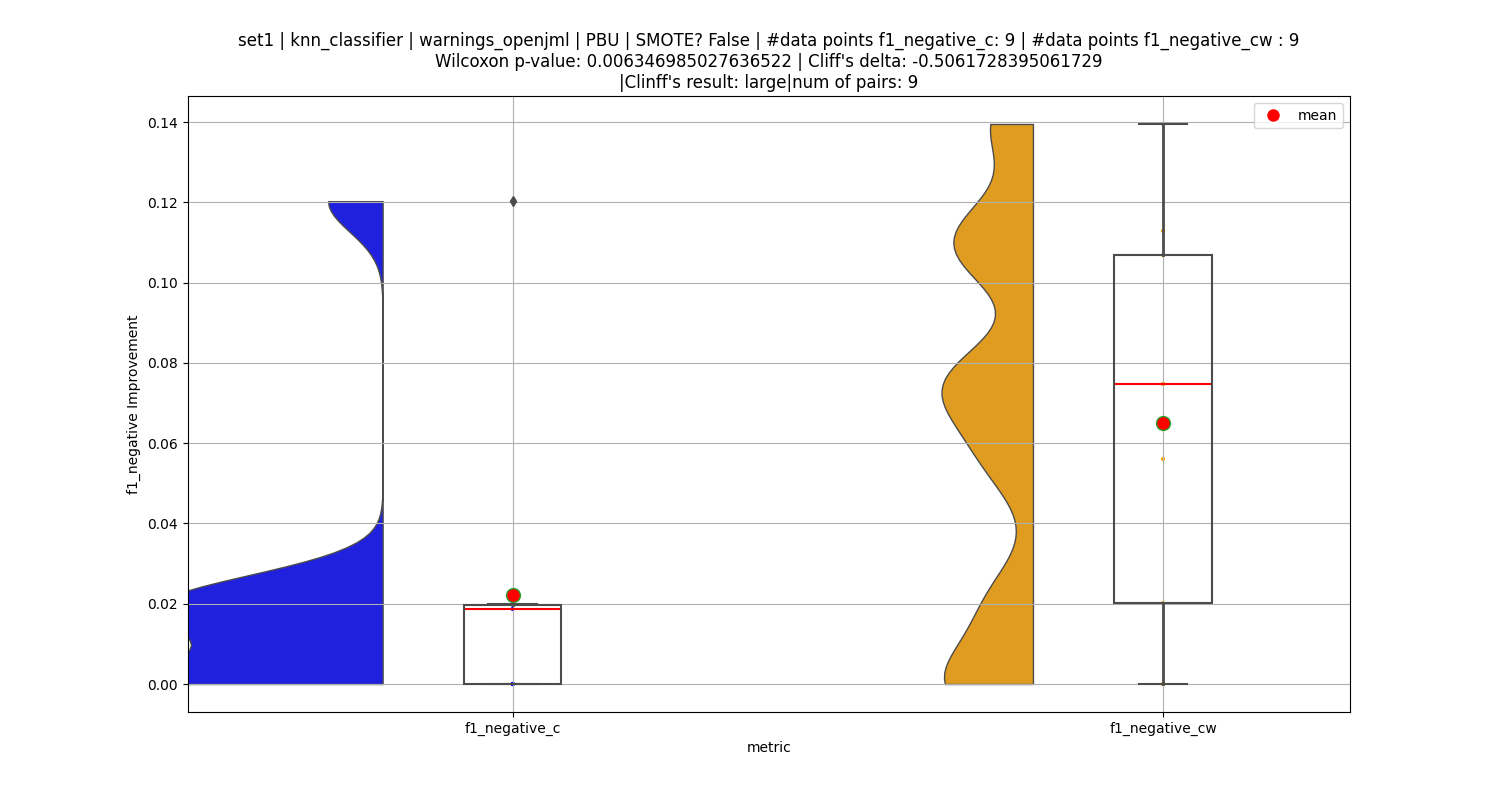 set1 | knn_classifier | warnings_openjml | PBU | SMOTE? False | #data points f1_negative_c: 9 | #data points f1_negative_cw : 9
Wilcoxon p-value: 0.006346985027636522 | Cliff's delta: -0.5061728395061729
|Clinff's result: large|num of pairs: 9
mean
0.14
0.12
0.10
0.08
0.06
0.04
0.02
0.00
f1_negative Improvement
f1_negative_c
f1_negative_cw
metric